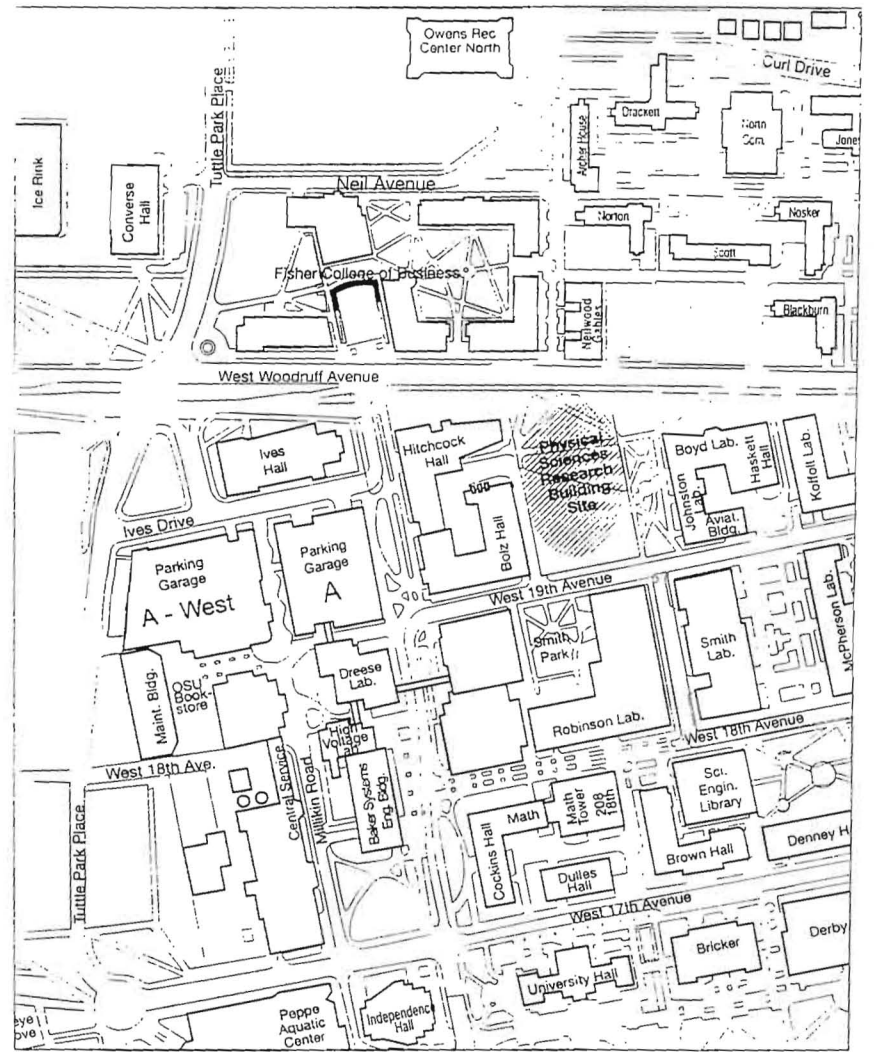 Owens Rec
Center North
Curl Drive
Tuttle Park Place
Drackett
Archer House
North
Com.
Jone
Ice Rink
Converse
Hall
Neil Avenue
Norton
Nosker
Scott
Fisher College of Business
Neilwood
Gables
Blackburn
West Woodruff Avenue
Ives
Hall
Hitchcock
Hall
Physical
Sciences
Research
Building
Site
Boyd Lab.
Haskett
Hall
Johnston
Lab.
Aviat.
Bldg.
Koffolt Lab.
Ives Drive
Bolz Hall
Parking
Garage
A - West
Parking
Garage
A
West 19th Avenue
Smith
Park
Smith
Lab.
McPherson Lab.
Maint. Bldg.
OSU
Book-
store
Dreese
Lab.
Robinson Lab.
High
Voltage
West 18th Avenue
West 18th Ave.
Central Service
Millikin Road
Baker Systems
Eng. Bldg.
Sci.
Engin.
Library
Math
Math
Tower
208
18th
Cockins Hall
Brown Hall
Denney H
Dulles
Hall
Tuttle Park Place
West 17th Avenue
University Hall
Bricker
Derby
Peppe
Aquatic
Center
Independence
Hall
eye
ove